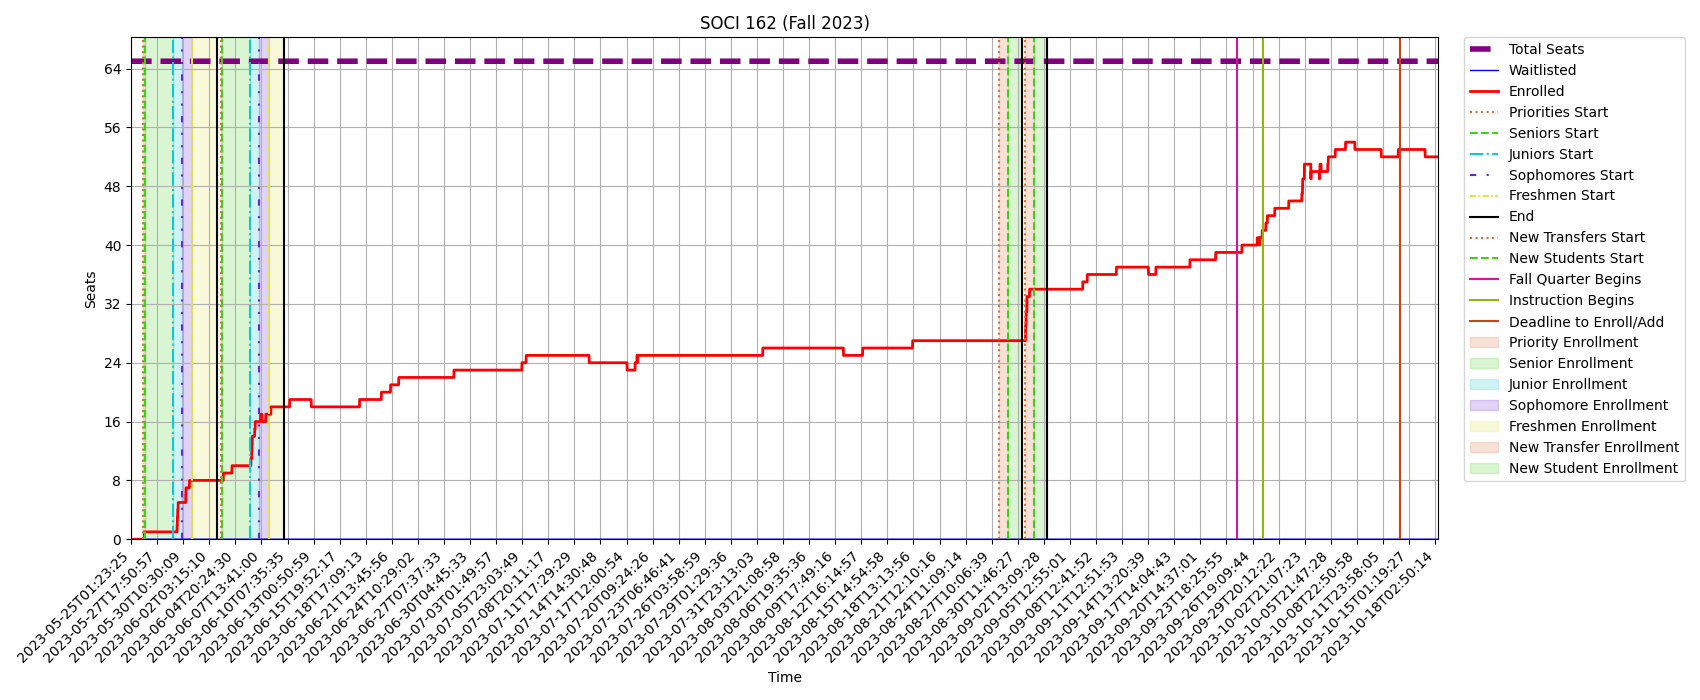 SOCI 162 (Fall 2023)
64
56
48
40
32
24
16
8
0
Seats
2023-05-25T01:23:25
2023-05-27T17:50:57
2023-05-30T10:30:09
2023-06-02T03:15:10
2023-06-04T20:24:30
2023-06-07T13:41:00
2023-06-10T07:35:35
2023-06-13T00:50:59
2023-06-15T19:52:17
2023-06-18T17:09:13
2023-06-21T13:45:56
2023-06-24T10:29:02
2023-06-27T07:37:33
2023-06-30T04:45:33
2023-07-03T01:49:57
2023-07-05T23:03:49
2023-07-08T20:11:17
2023-07-11T17:29:29
2023-07-14T14:30:48
2023-07-17T12:00:54
2023-07-20T09:24:26
2023-07-23T06:46:41
2023-07-26T03:58:59
2023-07-29T01:29:36
2023-07-31T23:13:03
2023-08-03T21:08:58
2023-08-06T19:35:36
2023-08-09T17:49:16
2023-08-12T16:14:57
2023-08-15T14:54:58
2023-08-18T13:13:56
2023-08-21T12:10:16
2023-08-24T11:09:14
2023-08-27T10:06:39
2023-08-30T11:46:27
2023-09-02T13:09:28
2023-09-05T12:55:01
2023-09-08T12:41:52
2023-09-11T12:51:53
2023-09-14T13:20:39
2023-09-17T14:04:43
2023-09-20T14:37:01
2023-09-23T18:25:55
2023-09-26T19:09:44
2023-09-29T20:12:22
2023-10-02T21:07:23
2023-10-05T21:47:28
2023-10-08T22:50:58
2023-10-11T23:58:05
2023-10-15T01:19:27
2023-10-18T02:50:14
Time
Total Seats
Waitlisted
Enrolled
Priorities Start
Seniors Start
Juniors Start
Sophomores Start
Freshmen Start
End
New Transfers Start
New Students Start
Fall Quarter Begins
Instruction Begins
Deadline to Enroll/Add
Priority Enrollment
Senior Enrollment
Junior Enrollment
Sophomore Enrollment
Freshmen Enrollment
New Transfer Enrollment
New Student Enrollment